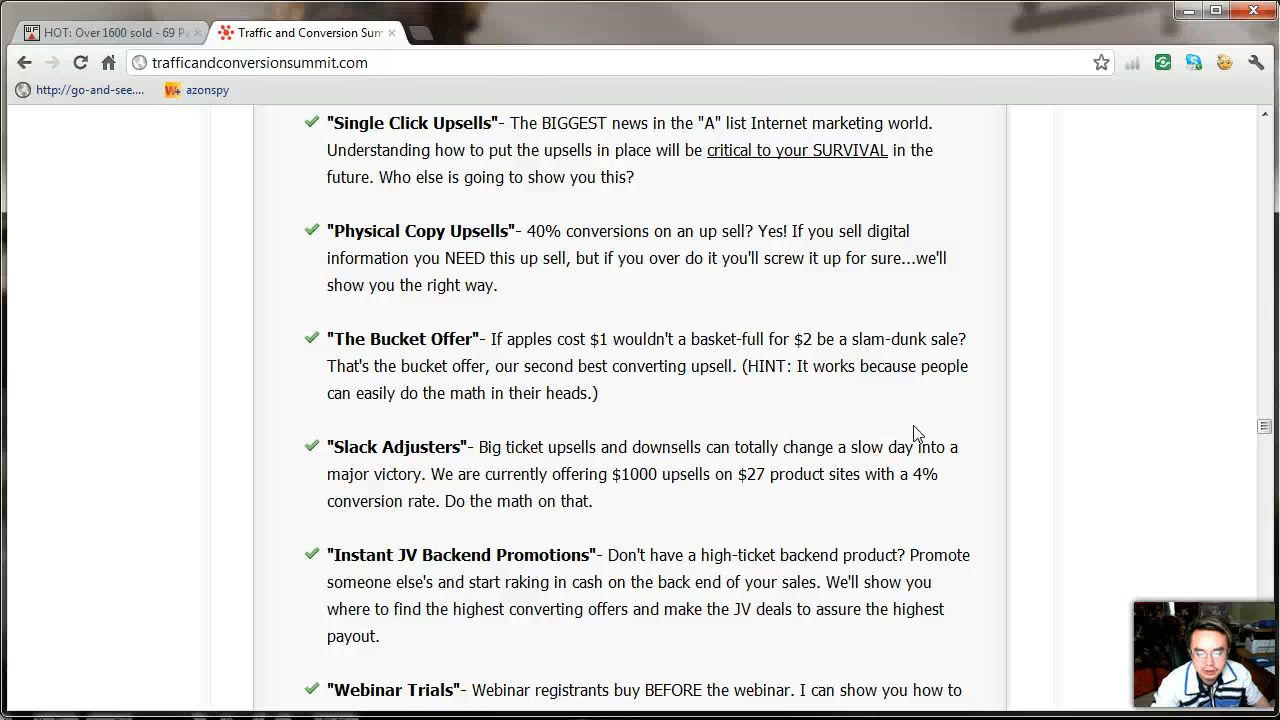 HOT: Over 1600 sold - 69 Pa
Traffic and Conversion Sum
trafficandconversionsummit.com
http://go-and-see....
azonspy
"Single Click Upsells"- The BIGGEST news in the "A" list Internet marketing world.
Understanding how to put the upsells in place will be critical to your SURVIVAL in the
future. Who else is going to show you this?
"Physical Copy Upsells"- 40% conversions on an up sell? Yes! If you sell digital
information you NEED this up sell, but if you over do it you'll screw it up for sure...we'll
show you the right way.
"The Bucket Offer"- If apples cost $1 wouldn't a basket-full for $2 be a slam-dunk sale?
That's the bucket offer, our second best converting upsell. (HINT: It works because people
can easily do the math in their heads.)
"Slack Adjusters"- Big ticket upsells and downsells can totally change a slow day into a
major victory. We are currently offering $1000 upsells on $27 product sites with a 4%
conversion rate. Do the math on that.
"Instant JV Backend Promotions"- Don't have a high-ticket backend product? Promote
someone else's and start raking in cash on the back end of your sales. We'll show you
where to find the highest converting offers and make the JV deals to assure the highest
payout.
"Webinar Trials"- Webinar registrants buy BEFORE the webinar. I can show you how to